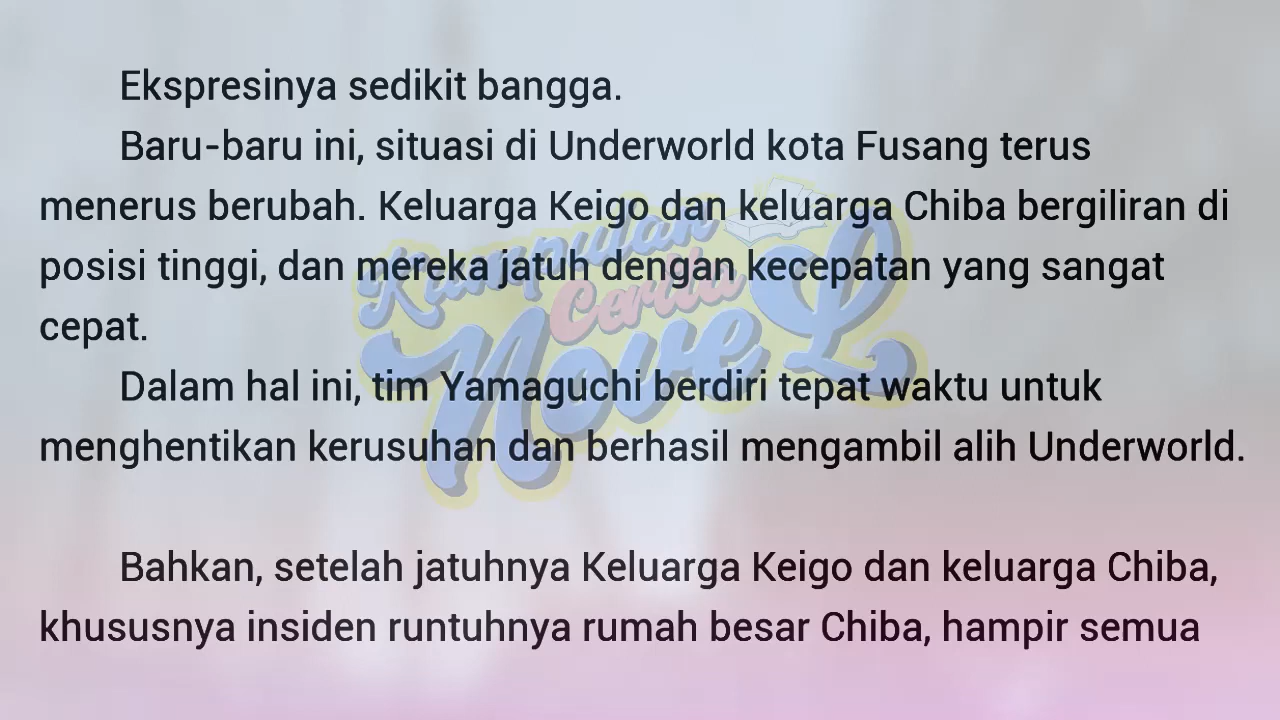 Ekspresinya sedikit bangga.
Baru-baru ini, situasi di Underworld kota Fusang terus
menerus berubah. Keluarga Keigo dan keluarga Chiba bergiliran di
posisi tinggi, dan mereka jatuh dengan kecepatan yang sangat
cepat.
Dalam hal ini, tim Yamaguchi berdiri tepat waktu untuk
menghentikan kerusuhan dan berhasil mengambil alih Underworld.
Bahkan, setelah jatuhnya Keluarga Keigo dan keluarga Chiba,
khususnya insiden runtuhnya rumah besar Chiba, hampir semua
Kumpulan
Cerita
NoveL